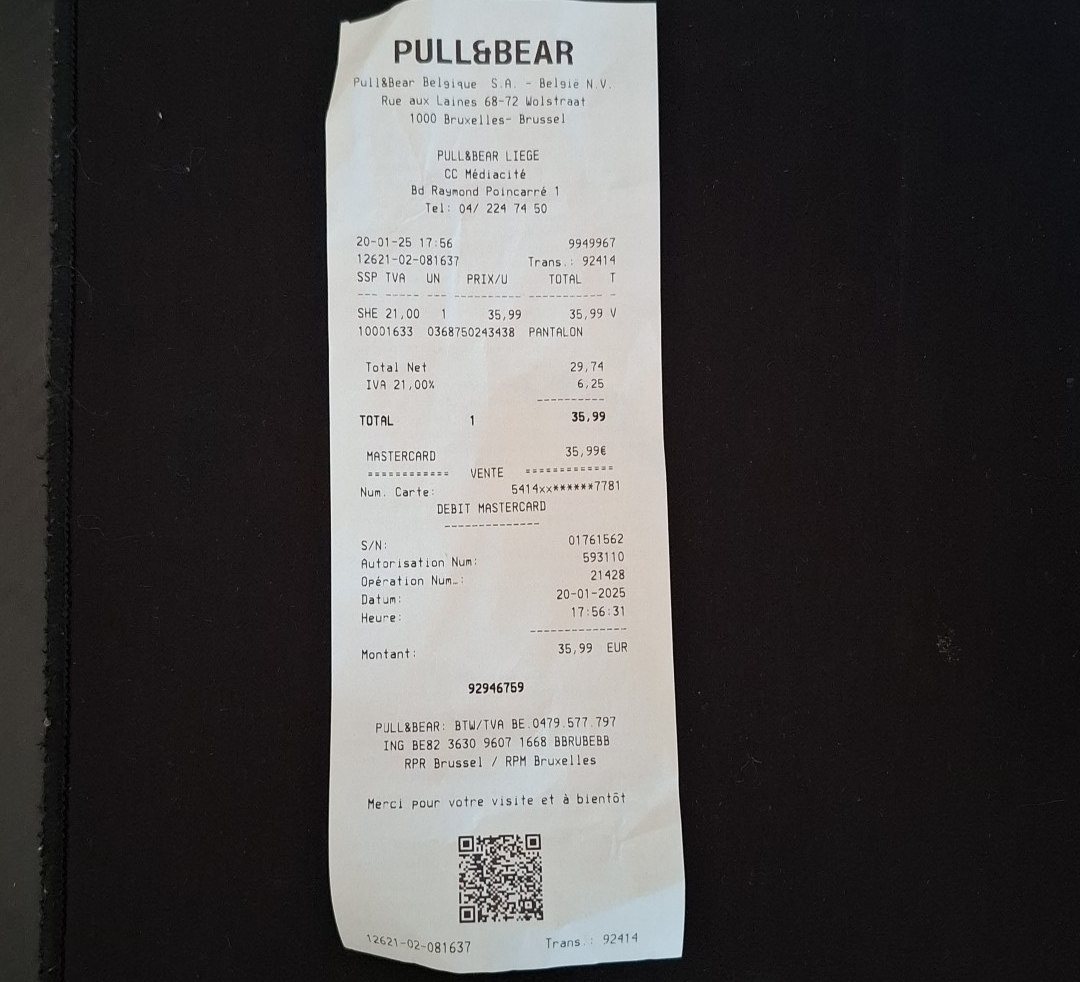 PULL&BEAR
Pull&Bear Belgique S.A. - België N.V.
Rue aux Laines 68-72 Wolstraat
1000 Bruxelles- Brussel
PULL&BEAR LIEGE
CC Médiacité
Bd Raymond Poincarré 1
Tel: 04/ 224 74 50
20-01-25 17:56 9949967
12621-02-081637 Trans.: 92414
SSP TVA UN PRIX/U TOTAL T
--- ----- --- ---------- ----------- -
SHE 21,00 1 35,99 35,99 V
10001633 0368750243438 PANTALON
Total Net 29,74
IVA 21,00% 6,25
----------
TOTAL 1 35,99
MASTERCARD 35,99€
============ VENTE =============
Num. Carte: 5414xx******7781
DEBIT MASTERCARD
--------------
S/N: 01761562
Autorisation Num: 593110
Opération Num.: 21428
Datum: 20-01-2025
Heure: 17:56:31
--------------
Montant: 35,99 EUR
92946759
PULL&BEAR: BTW/TVA BE.0479.577.797
ING BE82 3630 9607 1668 BBRUBEBB
RPR Brussel / RPM Bruxelles
Merci pour votre visite et à bientôt
12621-02-081637 Trans.: 92414